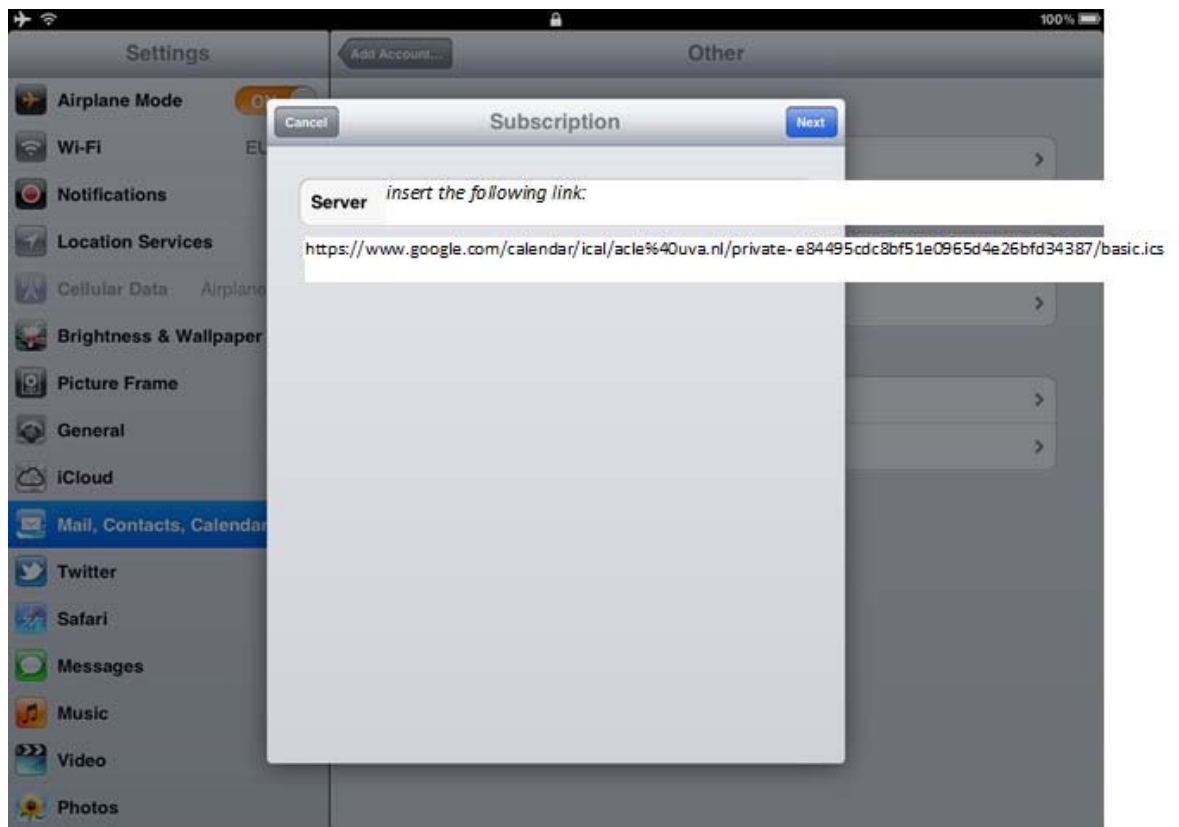 100%
Settings
Add Account...
Other
Airplane Mode
Cancel
Subscription
Next
Wi-Fi
Notifications
Server insert the following link:
Location Services
https://www.google.com/calendar/ical/acle%40uva.nl/private-e84495cdc8bf51e0965d4e26bfd34387/basic.ics
Cellular Data
Brightness & Wallpaper
Picture Frame
General
iCloud
Mail, Contacts, Calendar
Twitter
Safari
Messages
Music
Video
Photos